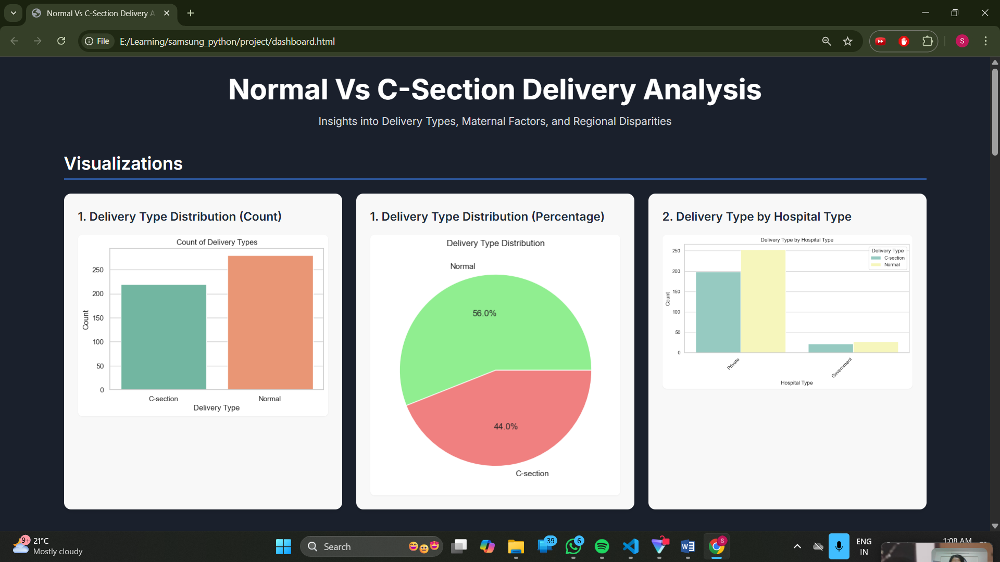 Normal Vs C-Section Delivery A
File
E:/Learning/samsung_python/project/dashboard.html
S
Normal Vs C-Section Delivery Analysis
Insights into Delivery Types, Maternal Factors, and Regional Disparities
Visualizations
1. Delivery Type Distribution (Count)
Count of Delivery Types
250
200
150
100
50
0
Count
C-section
Normal
Delivery Type
1. Delivery Type Distribution (Percentage)
Delivery Type Distribution
Normal
56.0%
44.0%
C-section
2. Delivery Type by Hospital Type
Delivery Type by Hospital Type
Delivery Type
C-section
Normal
250
200
150
100
50
0
Count
Private
Government
Hospital Type
9+
21°C
Mostly cloudy
Search
39
6
S
ENG
IN
1:08 AM